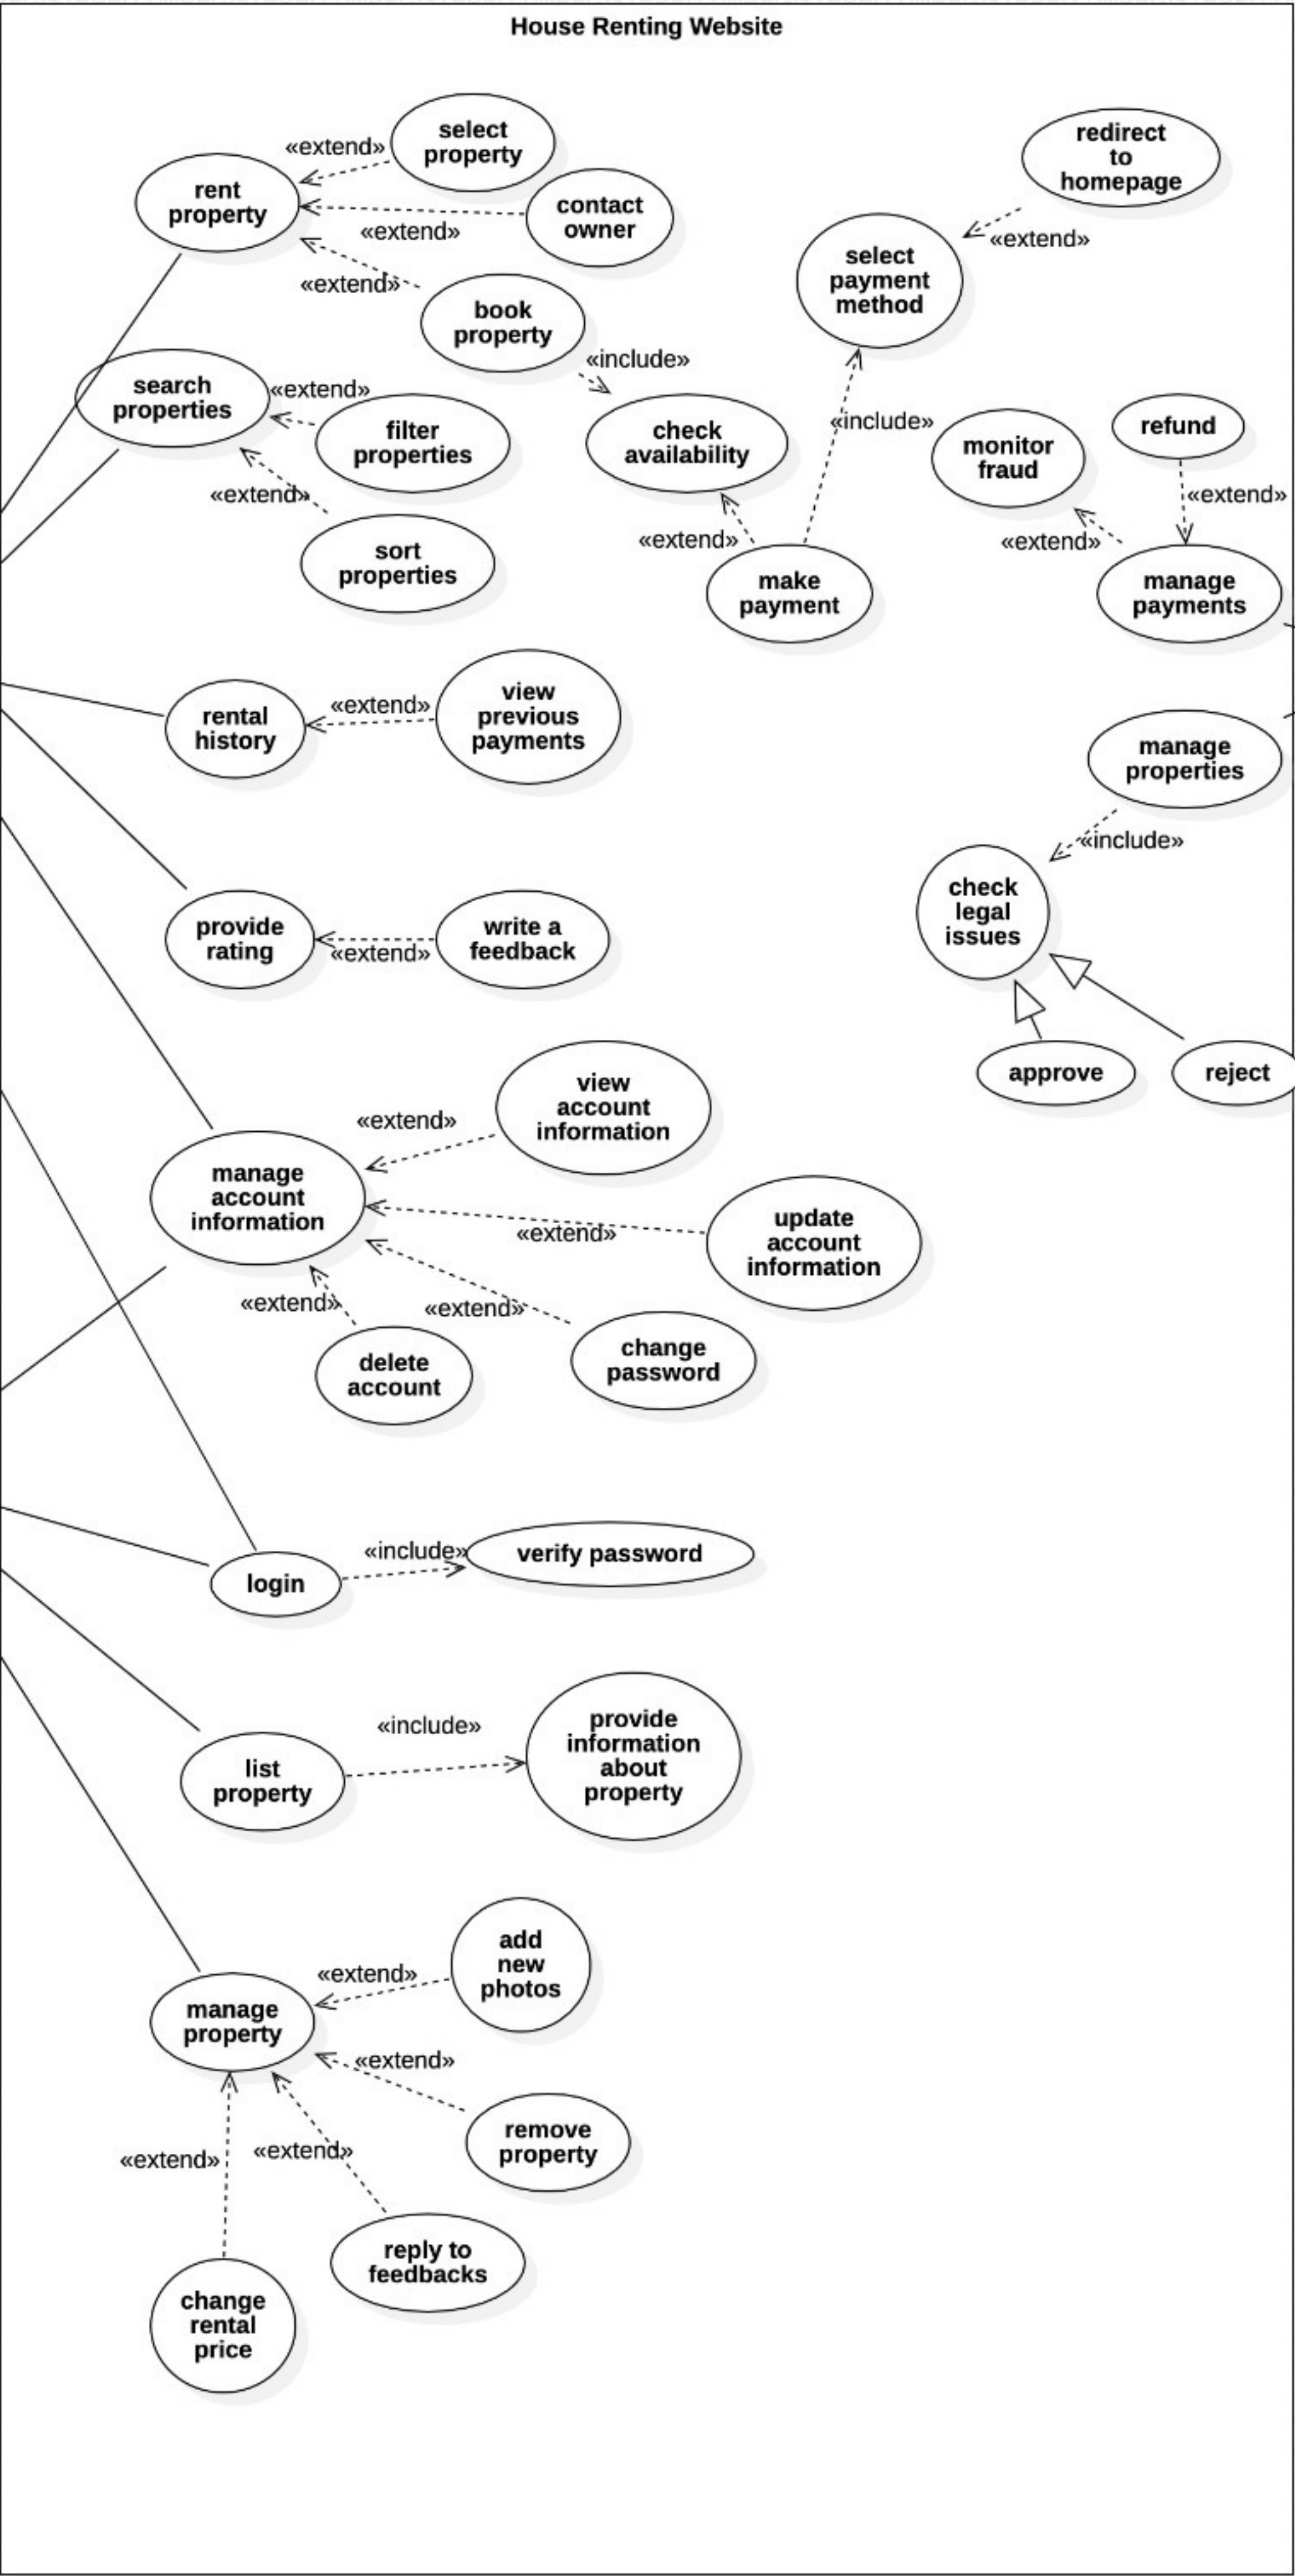 House Renting Website
select
property
«extend»
rent
property
contact
owner
«extend»
«extend»
book
property
redirect
to
homepage
«extend»
select
payment
method
«include»
search
properties
«extend»
filter
properties
«extend»
sort
properties
check
availability
«include»
«extend»
make
payment
monitor
fraud
refund
«extend»
«extend»
manage
payments
rental
history
«extend»
view
previous
payments
manage
properties
«include»
check
legal
issues
approve
reject
provide
rating
«extend»
write a
feedback
view
account
information
«extend»
manage
account
information
«extend»
update
account
information
«extend»
«extend»
delete
account
change
password
login
«include»
verify password
list
property
«include»
provide
information
about
property
add
new
photos
«extend»
manage
property
«extend»
remove
property
«extend»
«extend»
reply to
feedbacks
change
rental
price